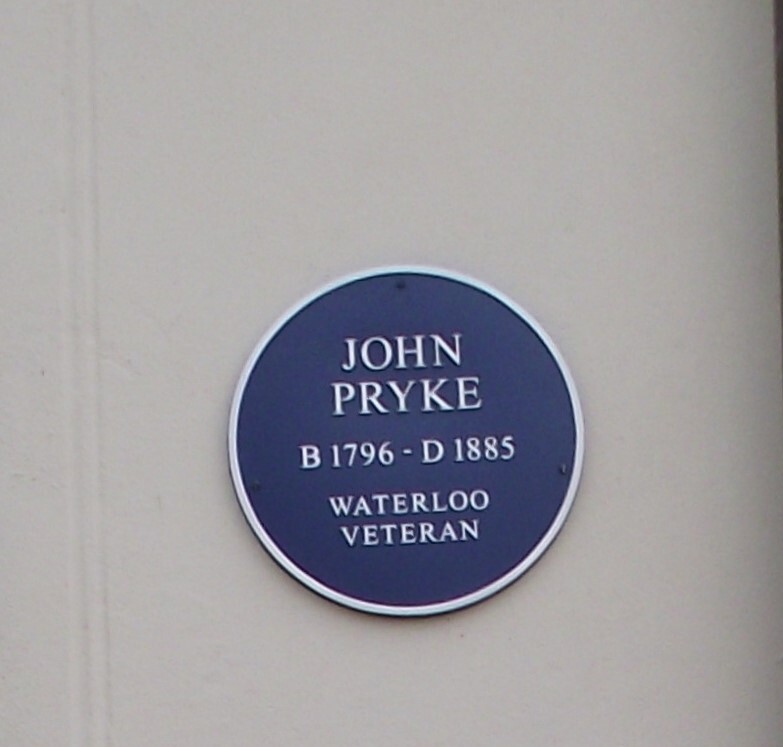 JOHN
PRYKE
B 1796 - D 1885
WATERLOO
VETERAN